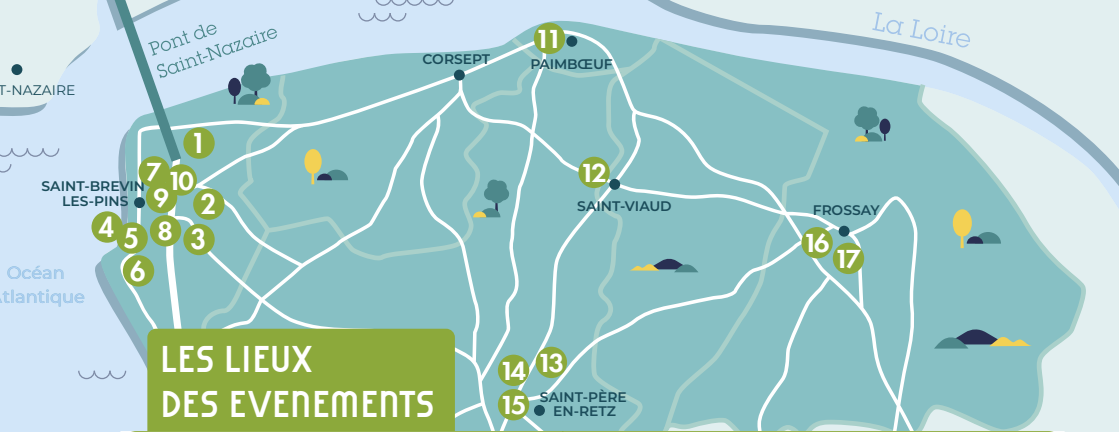 La Loire
Pont de
Saint-Nazaire
T-NAZAIRE
CORSEPT
11
PAIMBŒUF
1
7
10
12
SAINT-BREVIN
LES-PINS
9
2
SAINT-VIAUD
FROSSAY
4
5
8
3
16
17
6
Océan
Atlantique
LES LIEUX
DES EVENEMENTS
14
13
15
SAINT-PÈRE
EN-RETZ